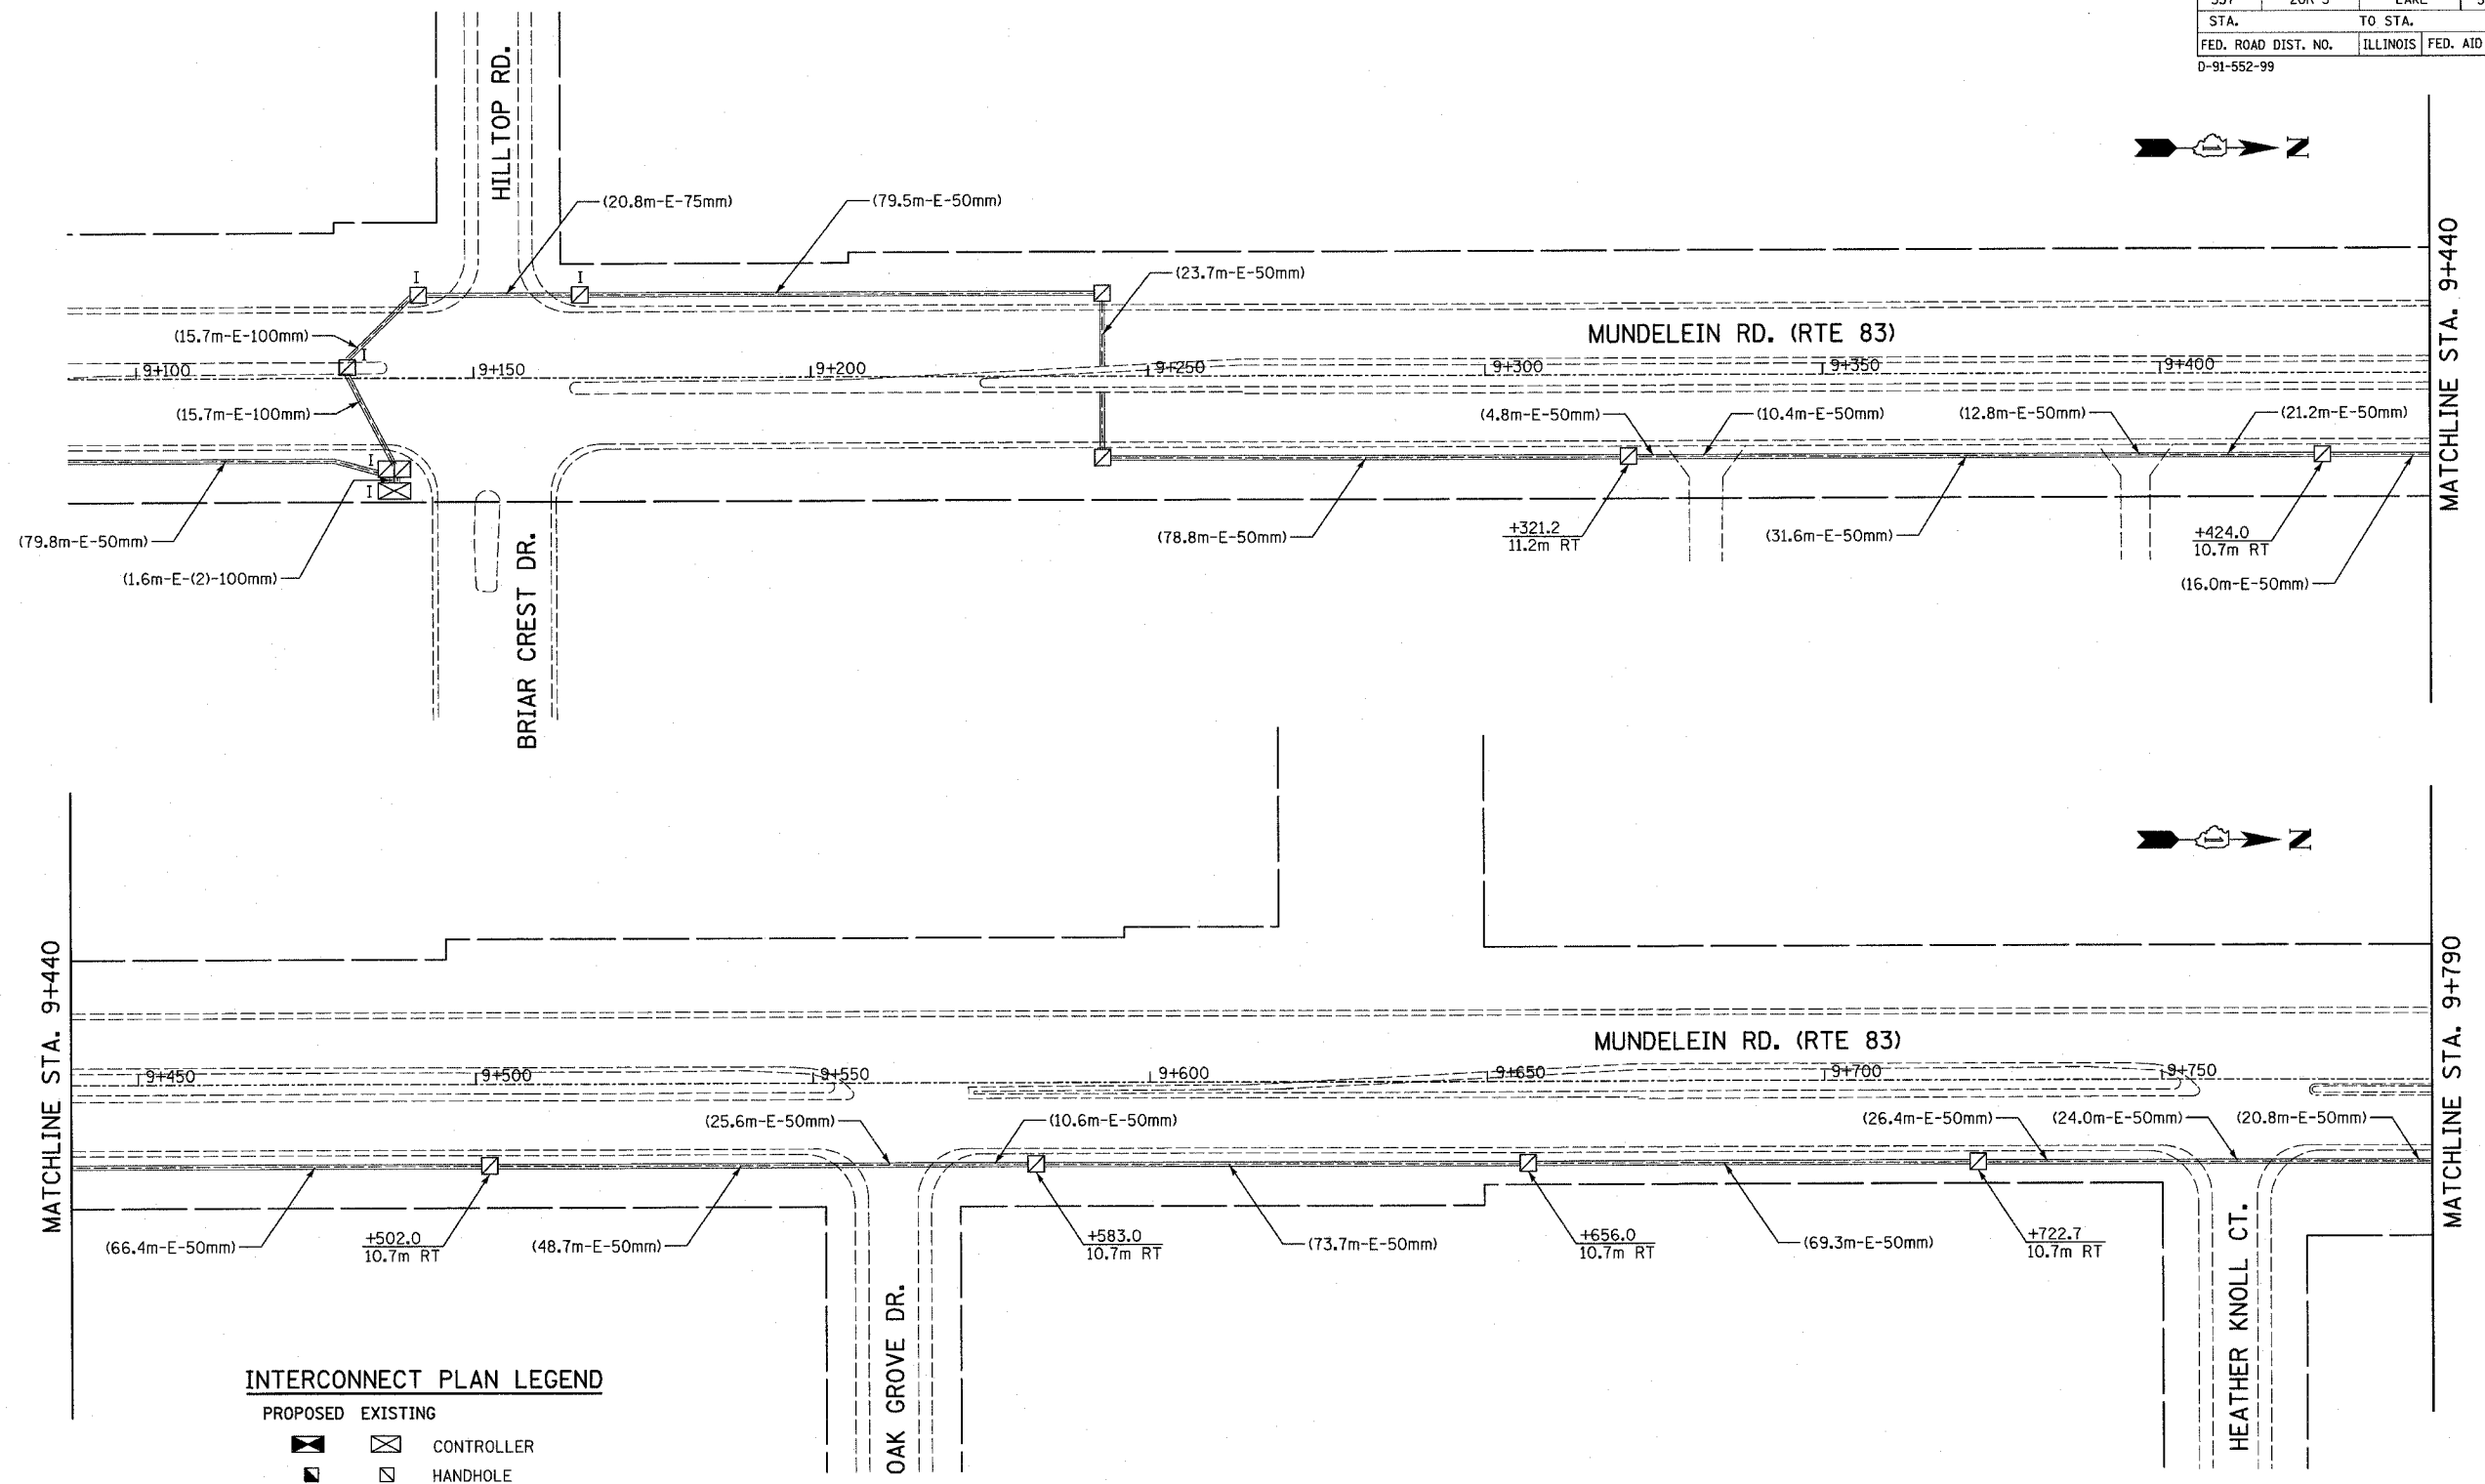 STA. TO STA.
FED. ROAD DIST. NO. ILLINOIS FED. AID
D-91-552-99
HILLTOP RD.
N
(20.8m-E-75mm)
(79.5m-E-50mm)
(23.7m-E-50mm)
I
I
(15.7m-E-100mm)
I
MUNDELEIN RD. (RTE 83)
MATCHLINE STA. 9+440
9+100
9+150
9+200
9+250
9+300
9+350
9+400
(15.7m-E-100mm)
(4.8m-E-50mm)
(10.4m-E-50mm)
(12.8m-E-50mm)
(21.2m-E-50mm)
I
I
(79.8m-E-50mm)
(1.6m-E-(2)-100mm)
BRIAR CREST DR.
(78.8m-E-50mm)
+321.2
11.2m RT
(31.6m-E-50mm)
+424.0
10.7m RT
(16.0m-E-50mm)
N
MATCHLINE STA. 9+440
MUNDELEIN RD. (RTE 83)
MATCHLINE STA. 9+790
9+450
9+500
9+550
9+600
9+650
9+700
9+750
(25.6m-E-50mm)
(10.6m-E-50mm)
(26.4m-E-50mm)
(24.0m-E-50mm)
(20.8m-E-50mm)
(66.4m-E-50mm)
+502.0
10.7m RT
(48.7m-E-50mm)
+583.0
10.7m RT
(73.7m-E-50mm)
+656.0
10.7m RT
(69.3m-E-50mm)
+722.7
10.7m RT
OAK GROVE DR.
HEATHER KNOLL CT.
INTERCONNECT PLAN LEGEND
PROPOSED EXISTING
CONTROLLER
HANDHOLE